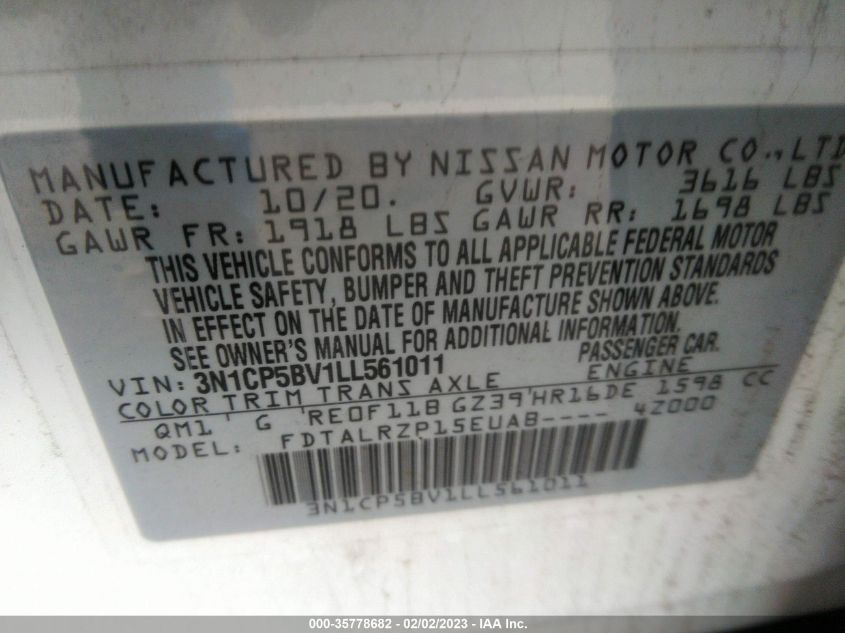 MANUFACTURED BY NISSAN MOTOR CO., LTD
DATE: 10/20. GVWR: 3616 LBS
GAWR FR: 1918 LBS GAWR RR: 1698 LBS
THIS VEHICLE CONFORMS TO ALL APPLICABLE FEDERAL MOTOR
VEHICLE SAFETY, BUMPER AND THEFT PREVENTION STANDARDS
IN EFFECT ON THE DATE OF MANUFACTURE SHOWN ABOVE.
SEE OWNER'S MANUAL FOR ADDITIONAL INFORMATION.
VIN: 3N1CP5BV1LL561011 PASSENGER CAR.
COLOR TRIM TRANS AXLE ENGINE
QM1 G RE0F11B GZ39 HR16DE 1598 CC
MODEL: FDTALRZP15EUAB---- 4Z000
3N1CP5BV1LL561011
000-35778682 - 02/02/2023 - IAA Inc.